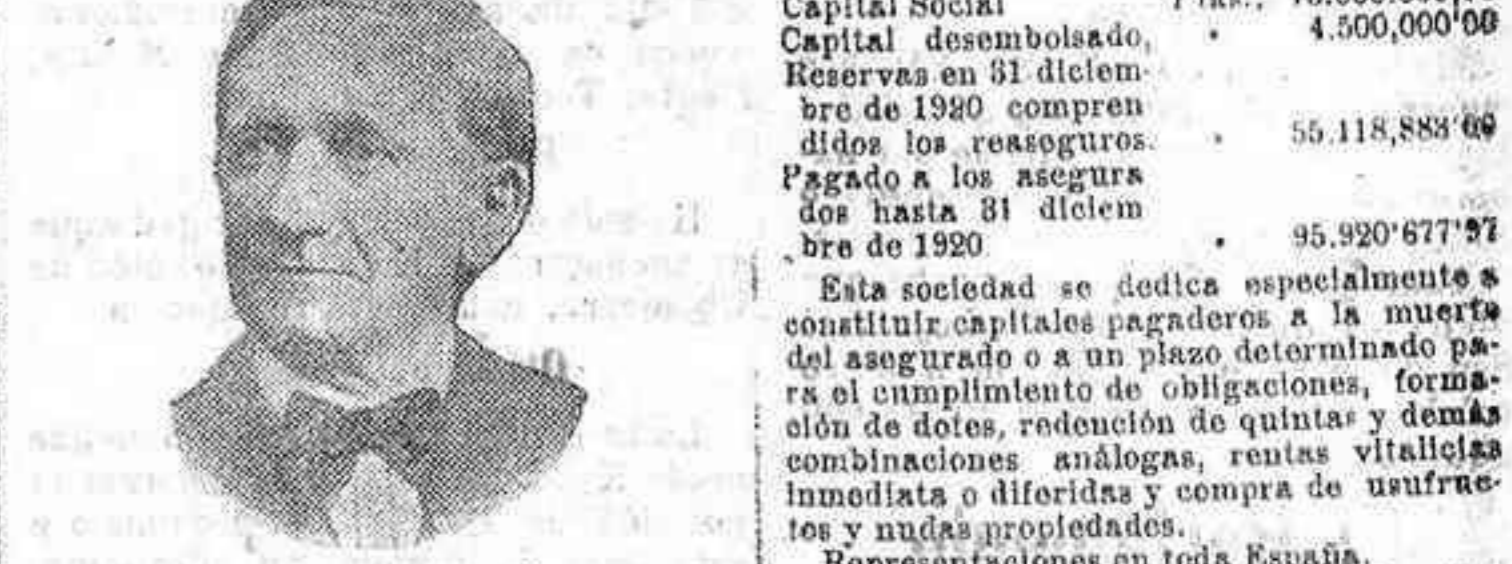 Capital Social
Capital desembolsado, • 4.500,000'00
Reservas en 31 diciem-
bre de 1920 compren
didos los reaseguros. •
Pagado a los asegura
dos hasta 31 diciem
bre de 1920 • 95.920'677'97
Esta sociedad se dedica especialmente a
constituir capitales pagaderos a la muerte
del asegurado o a un plazo determinado pa-
ra el cumplimiento de obligaciones, forma-
ción de dotes, redención de quintas y demás
combinaciones análogas, rentas vitalicias
inmediata o diferidas y compra de usufruc-
tos y nudas propiedades.
Representaciones en toda España.